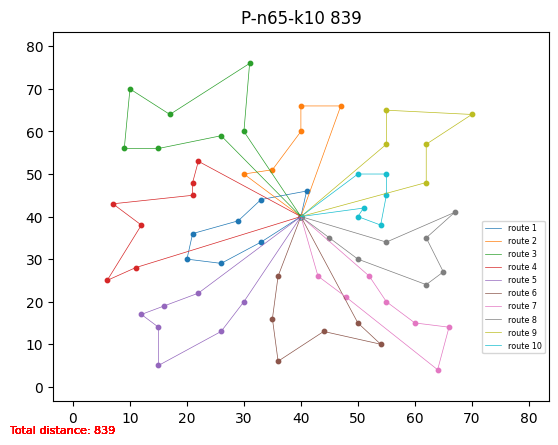 P-n65-k10 839
80
70
60
50
40
30
20
10
0
0 10 20 30 40 50 60 70 80
route 1
route 2
route 3
route 4
route 5
route 6
route 7
route 8
route 9
route 10
Total distance: 839